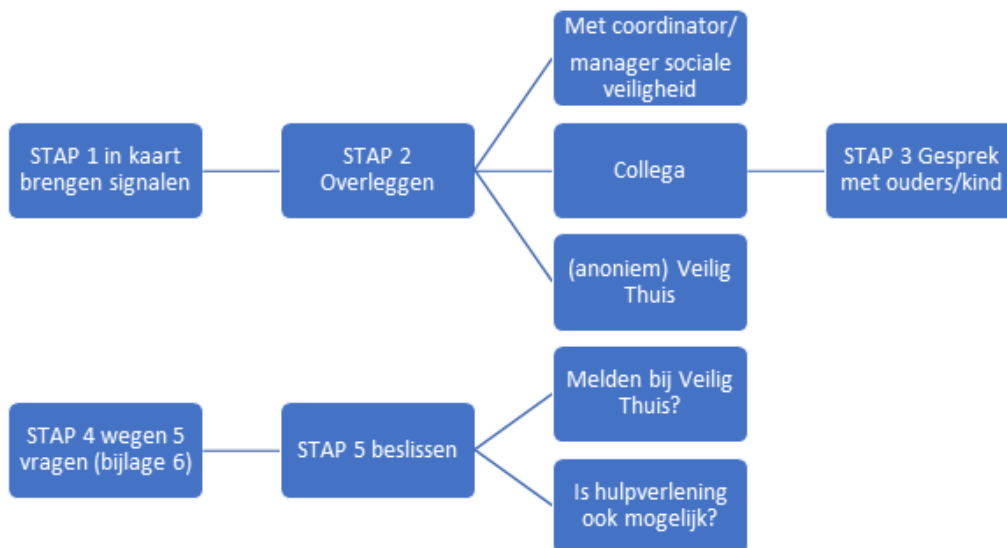 Met coordinator/
manager sociale
veiligheid
STAP 1 in kaart
brengen signalen
STAP 2
Overleggen
Collega
STAP 3 Gesprek
met ouders/kind
(anoniem) Veilig
Thuis
Melden bij Veilig
Thuis?
STAP 4 wegen 5
vragen (bijlage 6)
STAP 5 beslissen
Is hulpverlening
ook mogelijk?